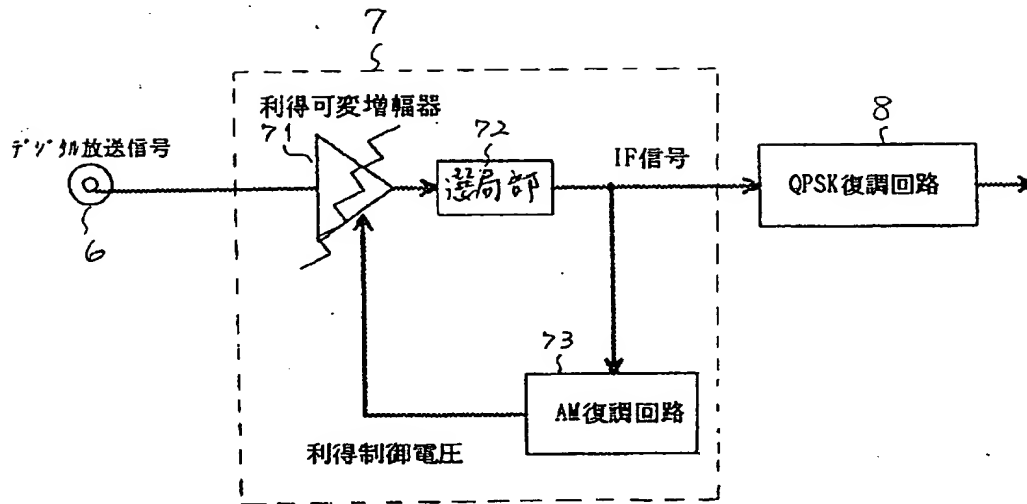 7
利得可変増幅器
71
72
8
デジタル放送信号
IF信号
選局部
QPSK復調回路
6
73
AM復調回路
利得制御電圧